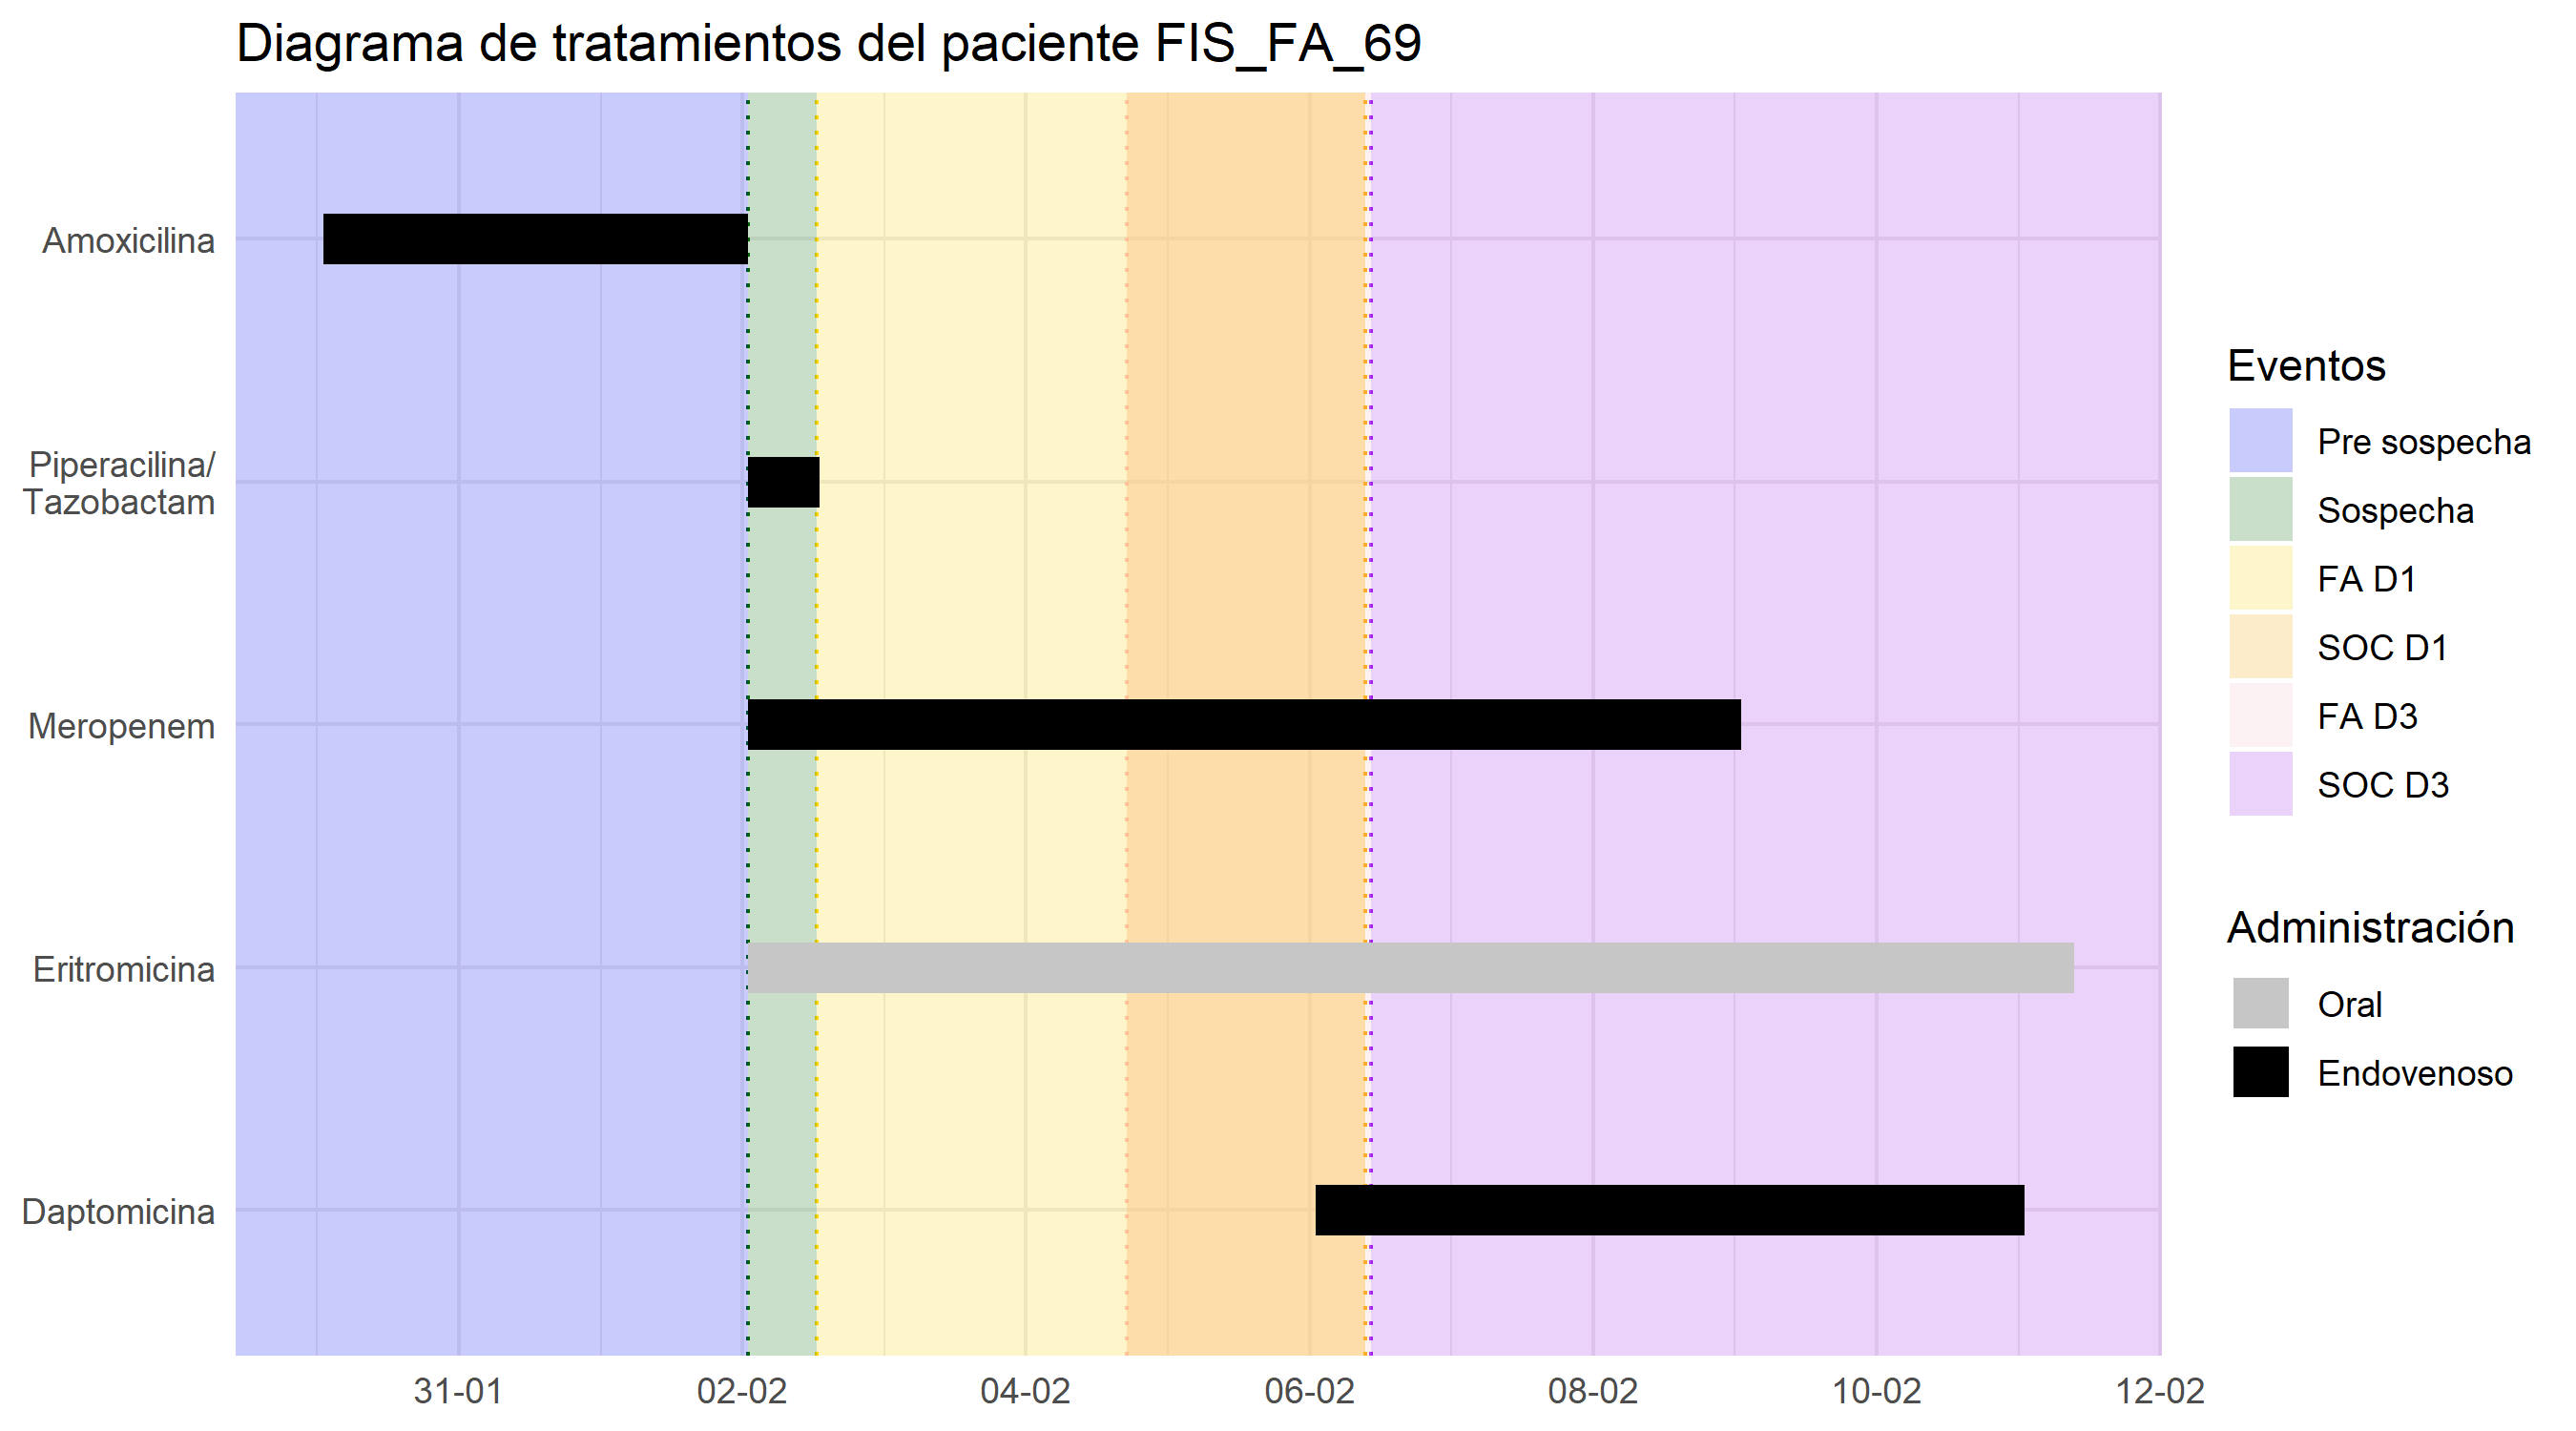 Diagrama de tratamientos del paciente FIS_FA_69
Amoxicilina
Piperacilina/
Tazobactam
Meropenem
Eritromicina
Daptomicina
31-01
02-02
04-02
06-02
08-02
10-02
12-02
Eventos
Pre sospecha
Sospecha
FA D1
SOC D1
FA D3
SOC D3
Administración
Oral
Endovenoso